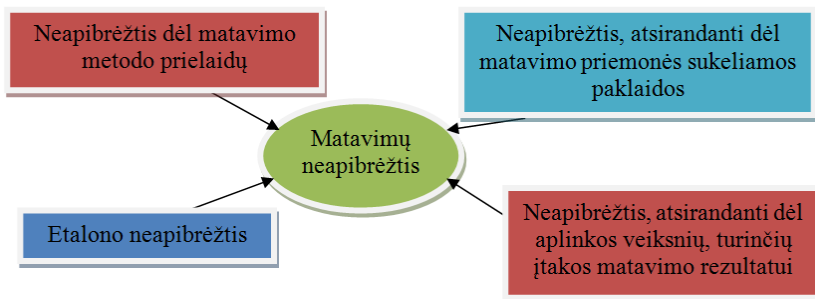 Neapibrėžtis dėl matavimo
metodo prielaidų
Neapibrėžtis, atsirandanti dėl
matavimo priemonės sukeliamos
paklaidos
Matavimų
neapibrėžtis
Etalono neapibrėžtis
Neapibrėžtis, atsirandanti dėl
aplinkos veiksnių, turinčių
įtakos matavimo rezultatui